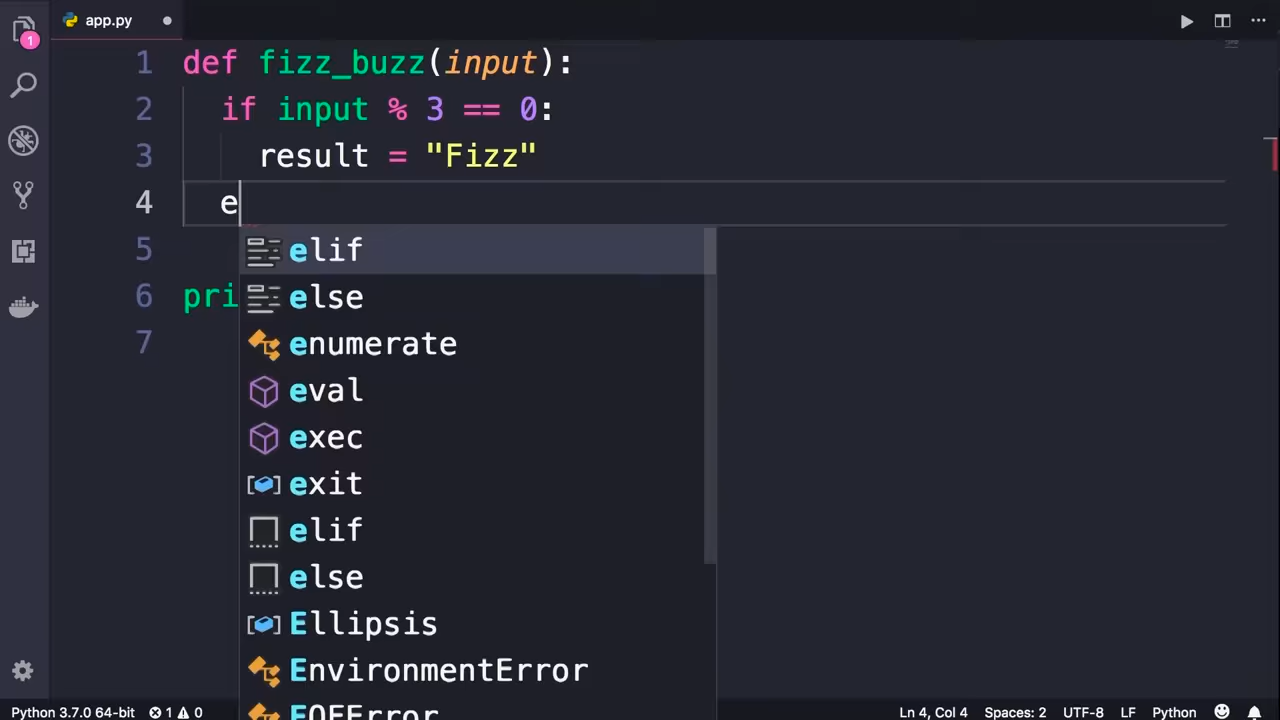 app.py
1
1 def fizz_buzz(input):
2 if input % 3 == 0:
3 result = "Fizz"
4 e
5 elif
else
6 pri
enumerate
7
eval
exec
exit
elif
else
Ellipsis
EnvironmentError
EOFError
Python 3.7.0 64-bit 1 0 Ln 4, Col 4 Spaces: 2 UTF-8 LF Python